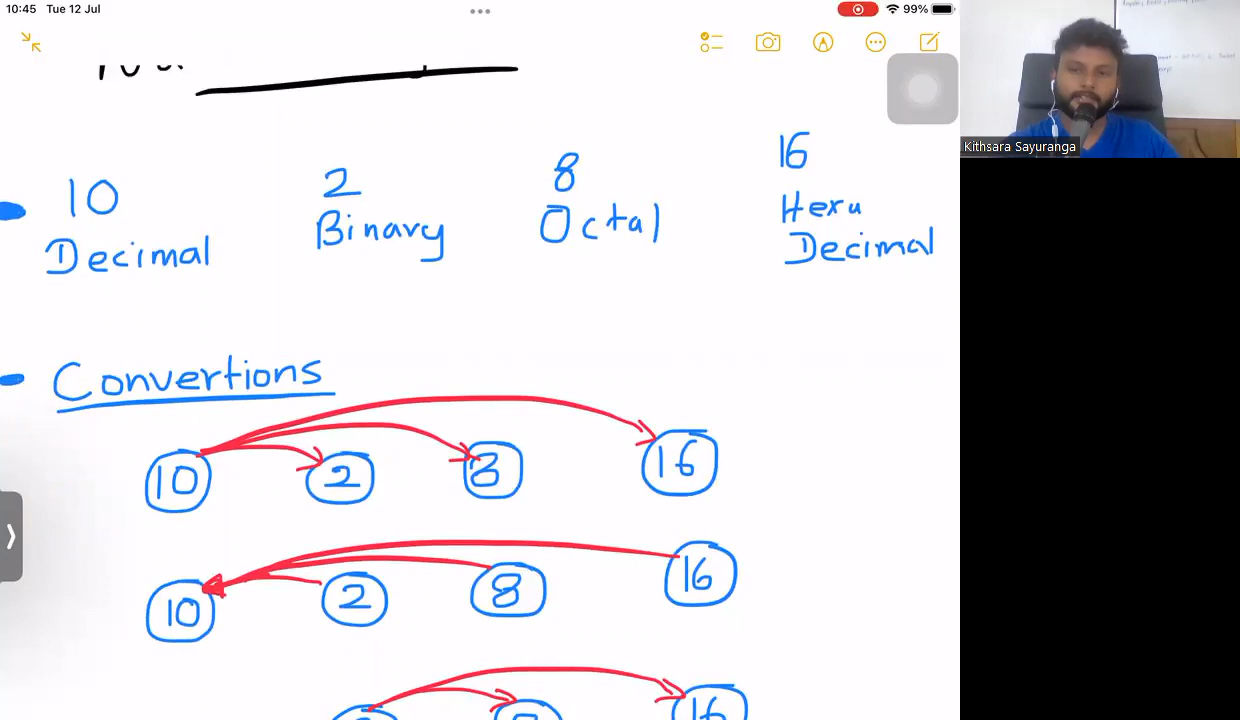 10:45 Tue 12 Jul
99%
Kithsara Sayuranga
10 2 8 16
Decimal Binary Octal Hexa
Decimal
Convertions
10 2 8 16
10 2 8 16
16